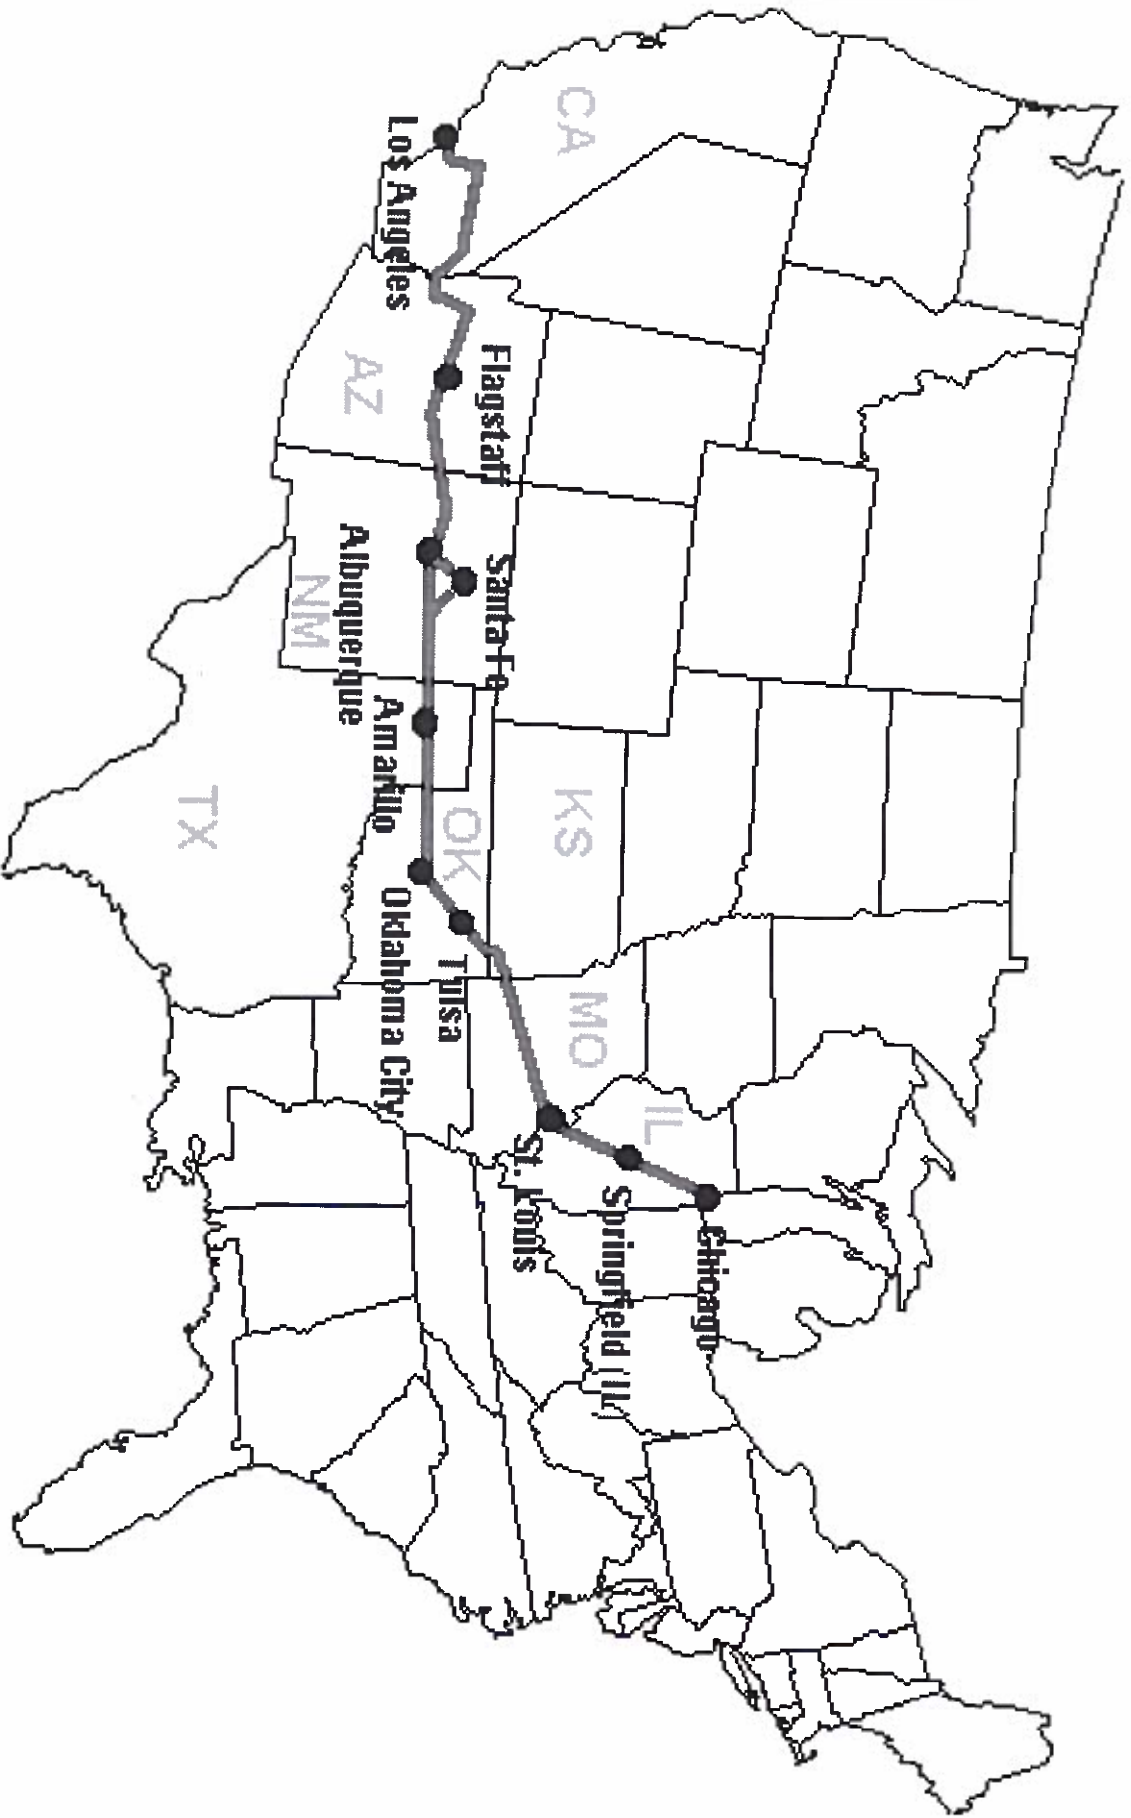 CA
Los Angeles
AZ
Flagstaff
NM
Albuquerque
Santa Fe
TX
Amarillo
OK
KS
Oklahoma City
Tulsa
MO
IL
St. Louis
Springfield (IL)
Chicago